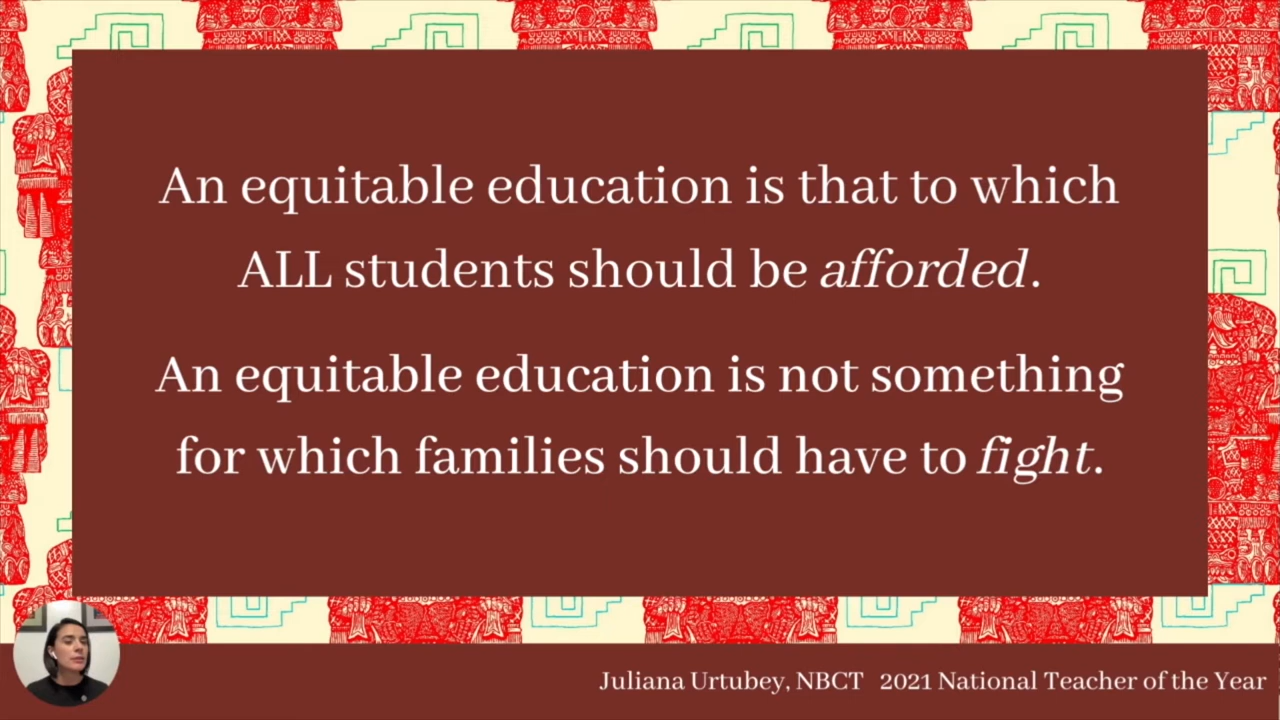 An equitable education is that to which
ALL students should be afforded.
An equitable education is not something
for which families should have to fight.
Juliana Urtubey, NBCT 2021 National Teacher of the Year